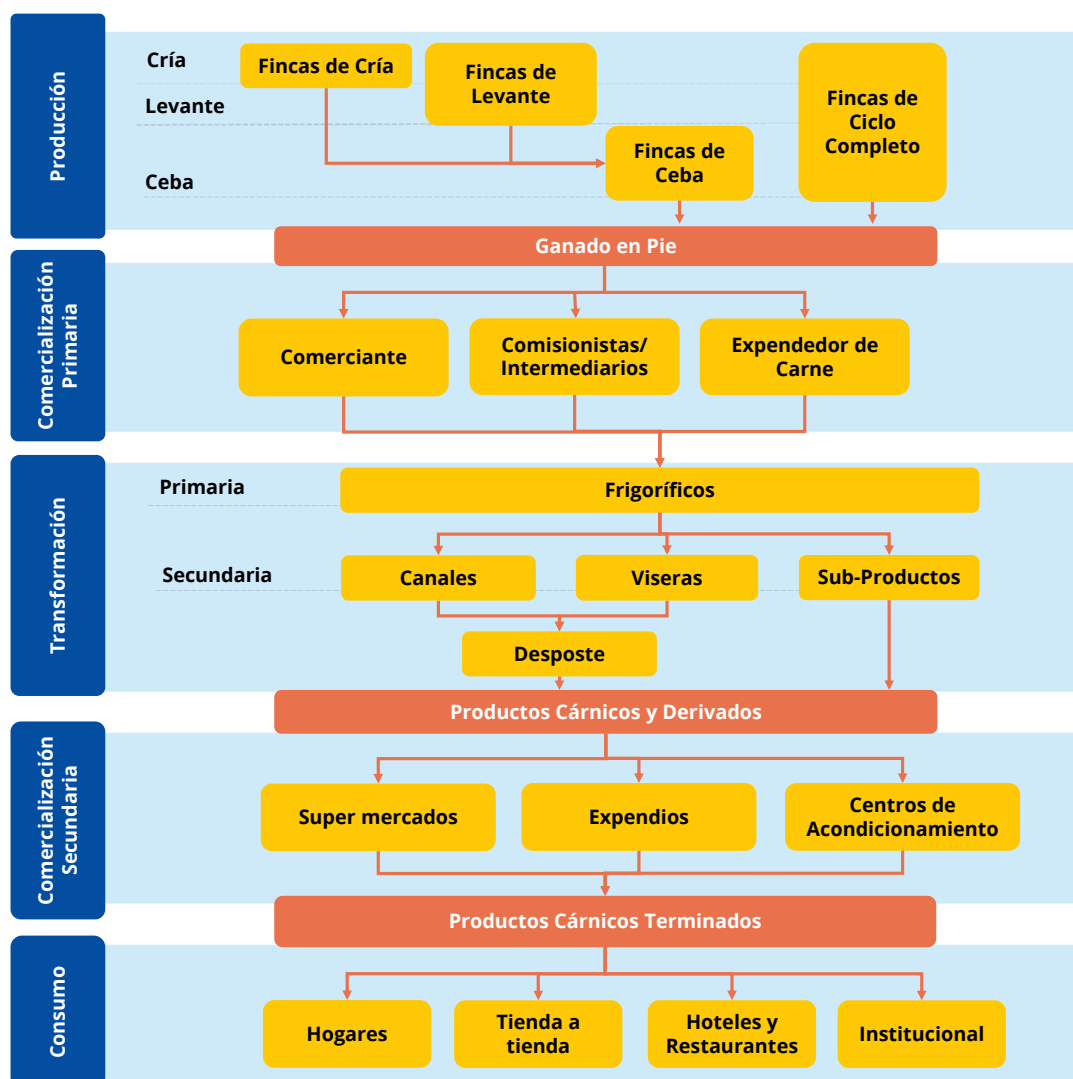 Producción
Cría
Fincas de Cría
Fincas de
Levante
Fincas de
Ciclo
Completo
Levante
Fincas de
Ceba
Ceba
Ganado en Pie
Comercialización
Primaria
Comerciante
Comisionistas/
Intermediarios
Expendedor de
Carne
Transformación
Primaria
Frigoríficos
Secundaria
Canales
Viseras
Sub-Productos
Desposte
Productos Cárnicos y Derivados
Comercialización
Secundaria
Super mercados
Expendios
Centros de
Acondicionamiento
Productos Cárnicos Terminados
Consumo
Hogares
Tienda a
tienda
Hoteles y
Restaurantes
Institucional